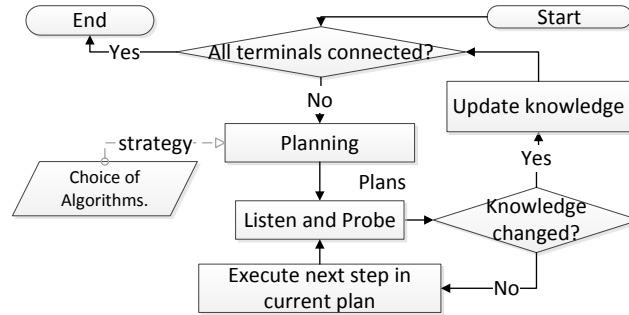 End
Start
All terminals connected?
Yes
No
Update knowledge
strategy
Planning
Choice of
Algorithms.
Plans
Yes
Listen and Probe
Knowledge
changed?
Execute next step in
current plan
No